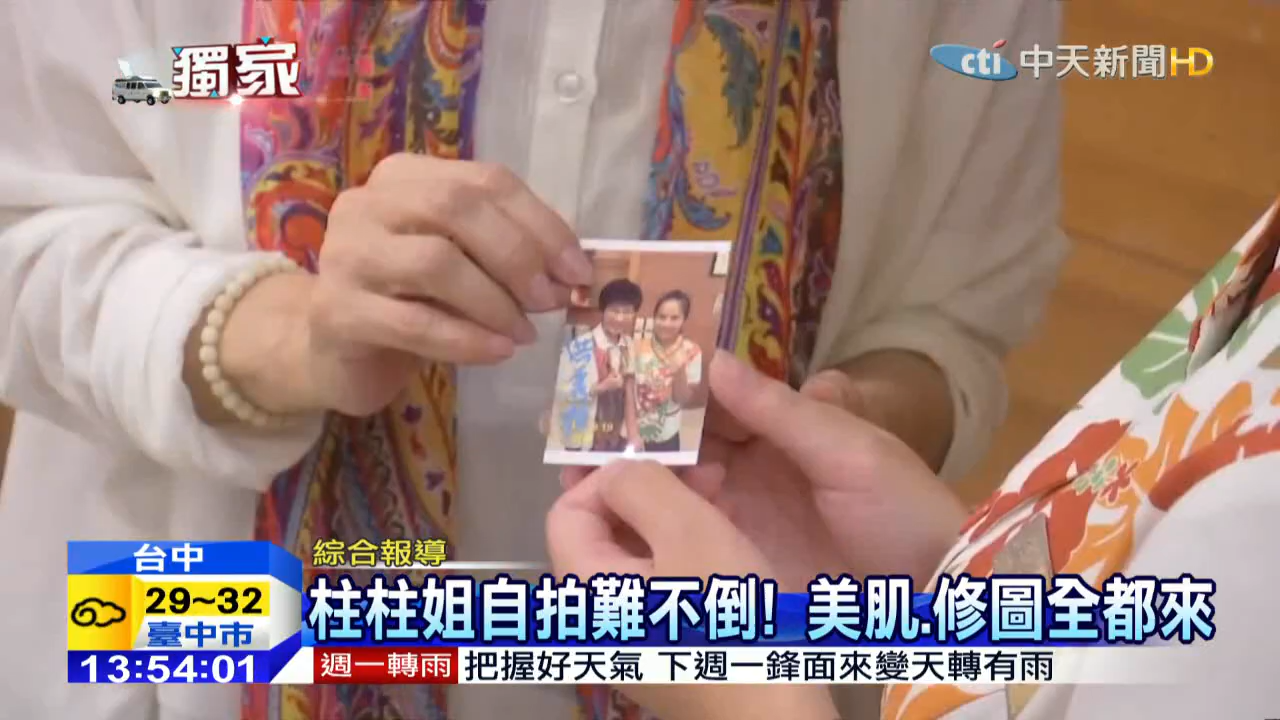 獨家
cti 中天新聞HD
洪秀柱
綜合報導
台中
29~32
臺中市
13:54:01
柱柱姐自拍難不倒! 美肌.修圖全都來
週一轉雨 把握好天氣 下週一鋒面來變天轉有雨